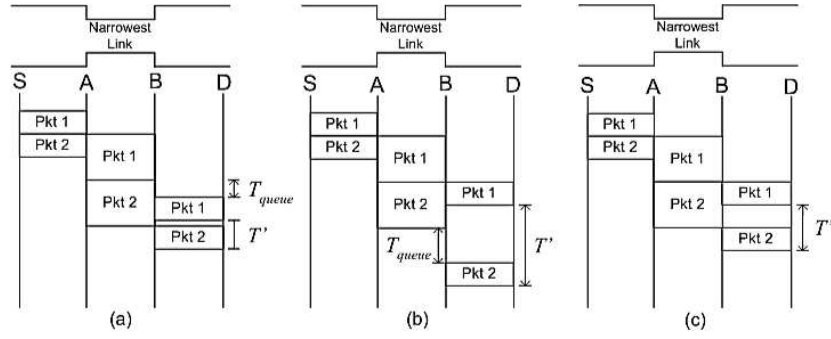 Narrowest
Link
S A B D
Pkt 1
Pkt 2
Pkt 1
Pkt 2
Pkt 1
Pkt 2
T queue
T'
(a)
Narrowest
Link
S A B D
Pkt 1
Pkt 2
Pkt 1
Pkt 2
Pkt 1
Pkt 2
T queue
T'
(b)
Narrowest
Link
S A B D
Pkt 1
Pkt 2
Pkt 1
Pkt 2
Pkt 1
Pkt 2
T'
(c)